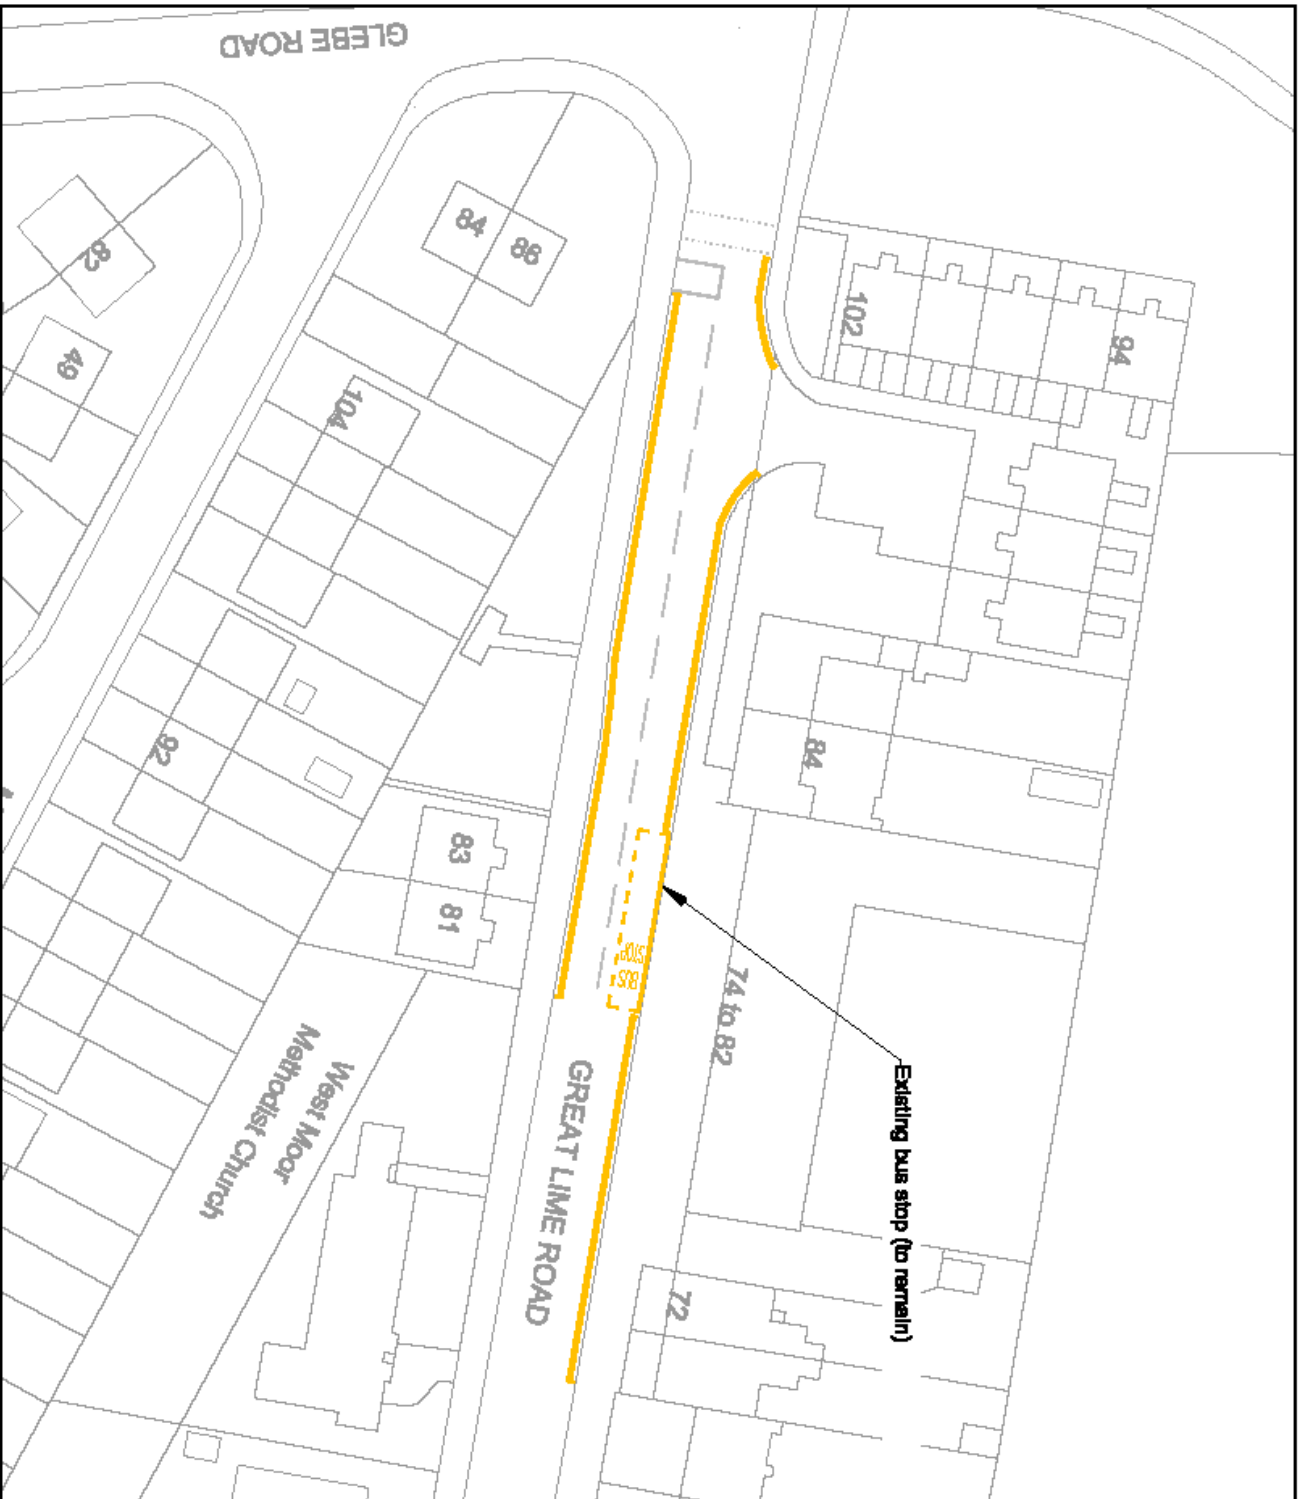 GLEBE ROAD
82
49
84
86
104
92
102
94
84
83
81
BUS
STOP
74 to 82
Existing bus stop (to remain)
West Moor
Methodist Church
GREAT LIME ROAD
72